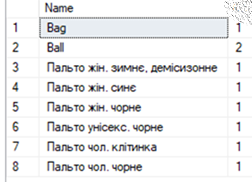 Name
1 Bag 1
2 Ball 2
3 Пальто жін. зимнє, демісизонне 1
4 Пальто жін. синє 1
5 Пальто жін. чорне 1
6 Пальто унісекс. чорне 1
7 Пальто чол. клітинка 1
8 Пальто чол. чорне 1